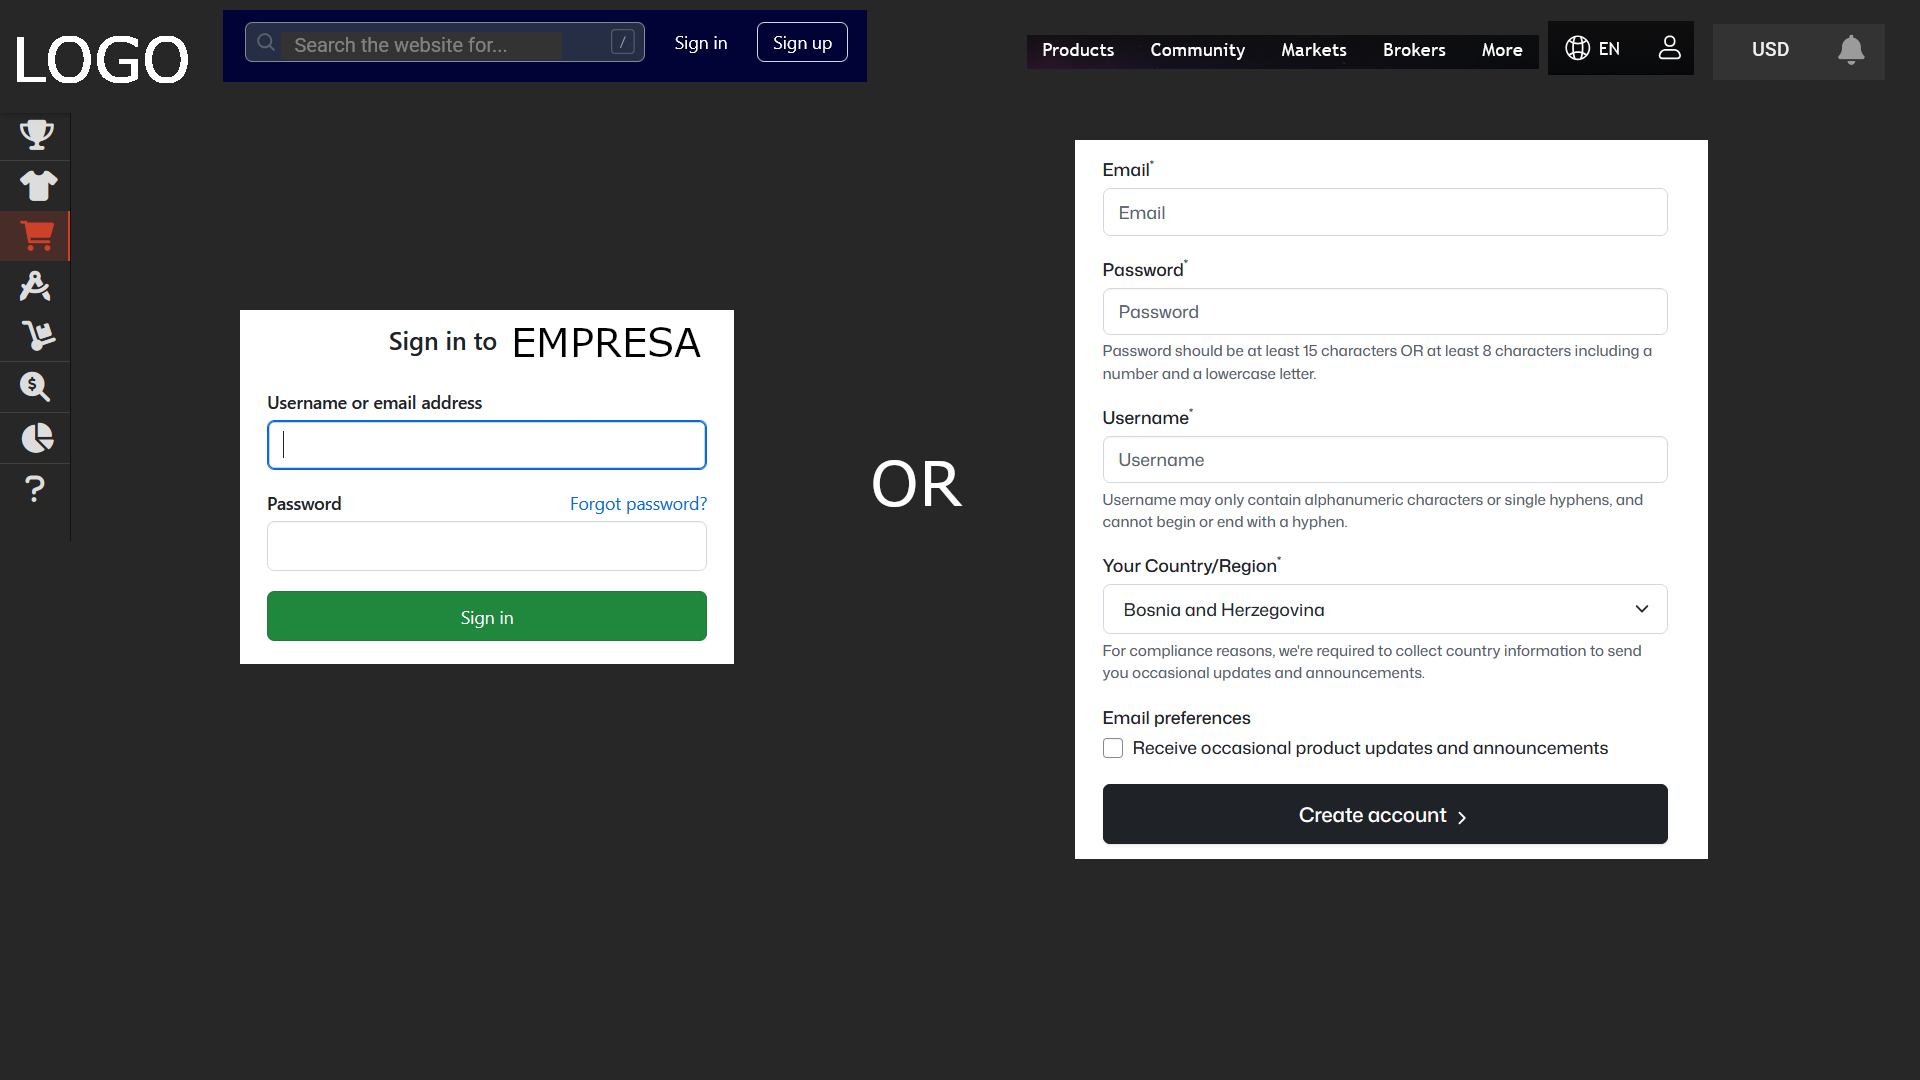 LOGO
Search the website for...
/
Sign in
Sign up
Products
Community
Markets
Brokers
More
EN
USD
$
?
Sign in to EMPRESA
Username or email address
Password
Forgot password?
Sign in
OR
Email*
Email
Password*
Password
Password should be at least 15 characters OR at least 8 characters including a
number and a lowercase letter.
Username*
Username
Username may only contain alphanumeric characters or single hyphens, and
cannot begin or end with a hyphen.
Your Country/Region*
Bosnia and Herzegovina
For compliance reasons, we're required to collect country information to send
you occasional updates and announcements.
Email preferences
Receive occasional product updates and announcements
Create account